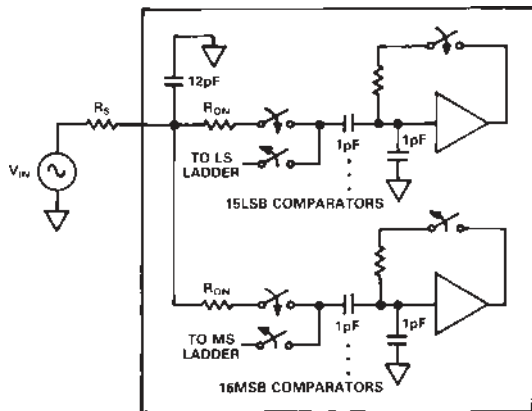 12pF
RS
RON
VIN
TO LS
LADDER
1pF
1pF
15LSB COMPARATORS
RON
TO MS
LADDER
1pF
1pF
16MSB COMPARATORS